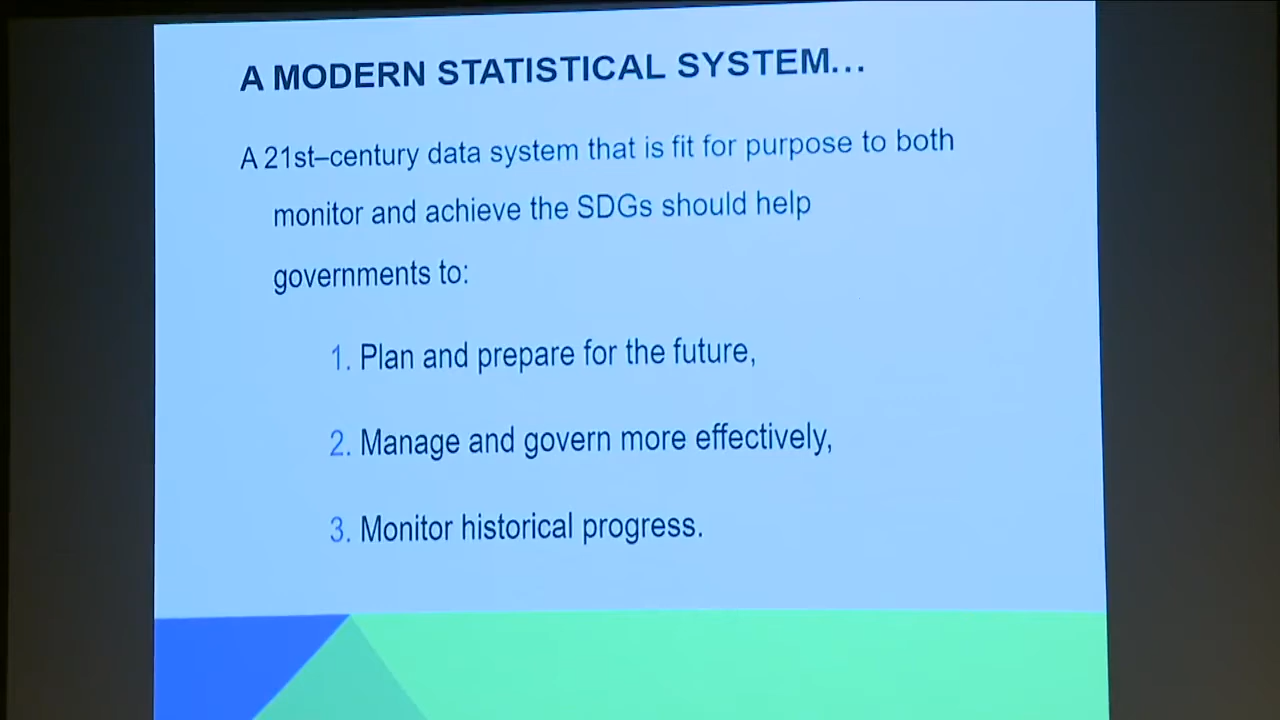 A MODERN STATISTICAL SYSTEM...
A 21st–century data system that is fit for purpose to both
monitor and achieve the SDGs should help
governments to:
1. Plan and prepare for the future,
2. Manage and govern more effectively,
3. Monitor historical progress.